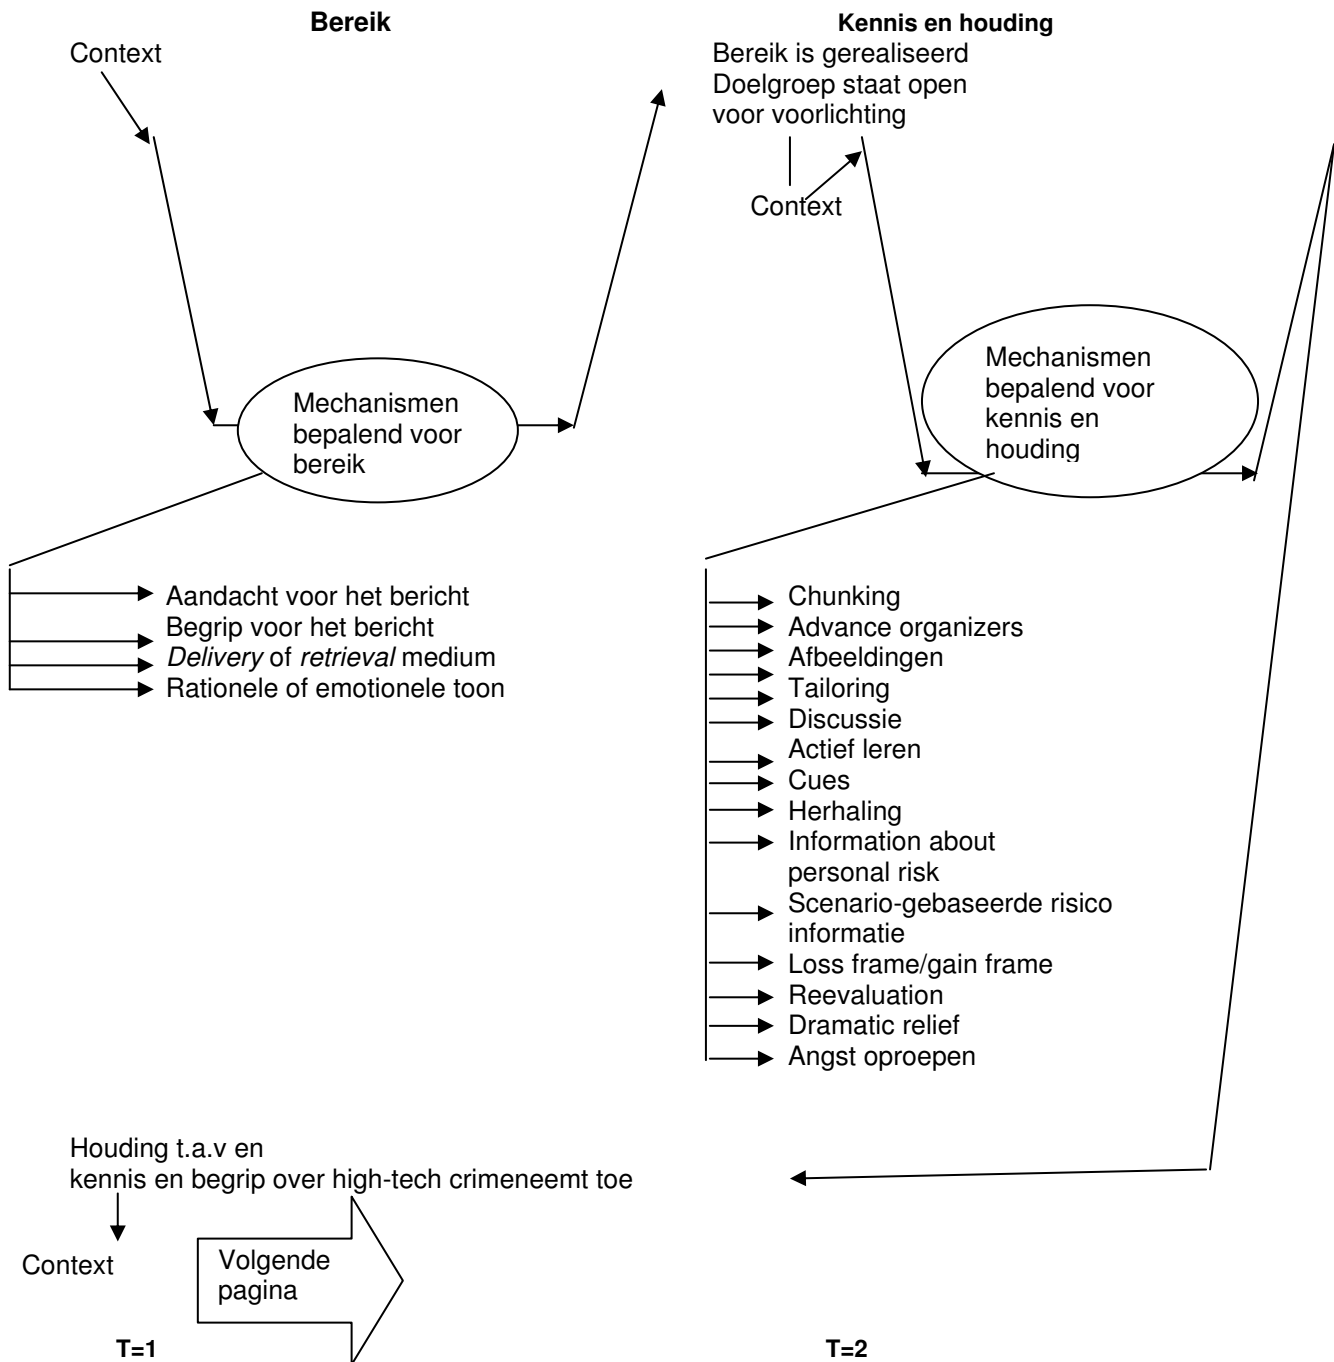 Bereik
Context
Mechanismen
bepalend voor
bereik
Aandacht voor het bericht
Begrip voor het bericht
Delivery of retrieval medium
Rationele of emotionele toon
Kennis en houding
Bereik is gerealiseerd
Doelgroep staat open
voor voorlichting
Context
Mechanismen
bepalend voor
kennis en
houding
Chunking
Advance organizers
Afbeeldingen
Tailoring
Discussie
Actief leren
Cues
Herhaling
Information about
personal risk
Scenario-gebaseerde risico
informatie
Loss frame/gain frame
Reevaluation
Dramatic relief
Angst oproepen
Houding t.a.v en
kennis en begrip over high-tech crimeneemt toe
Context
Volgende
pagina
T=1
T=2